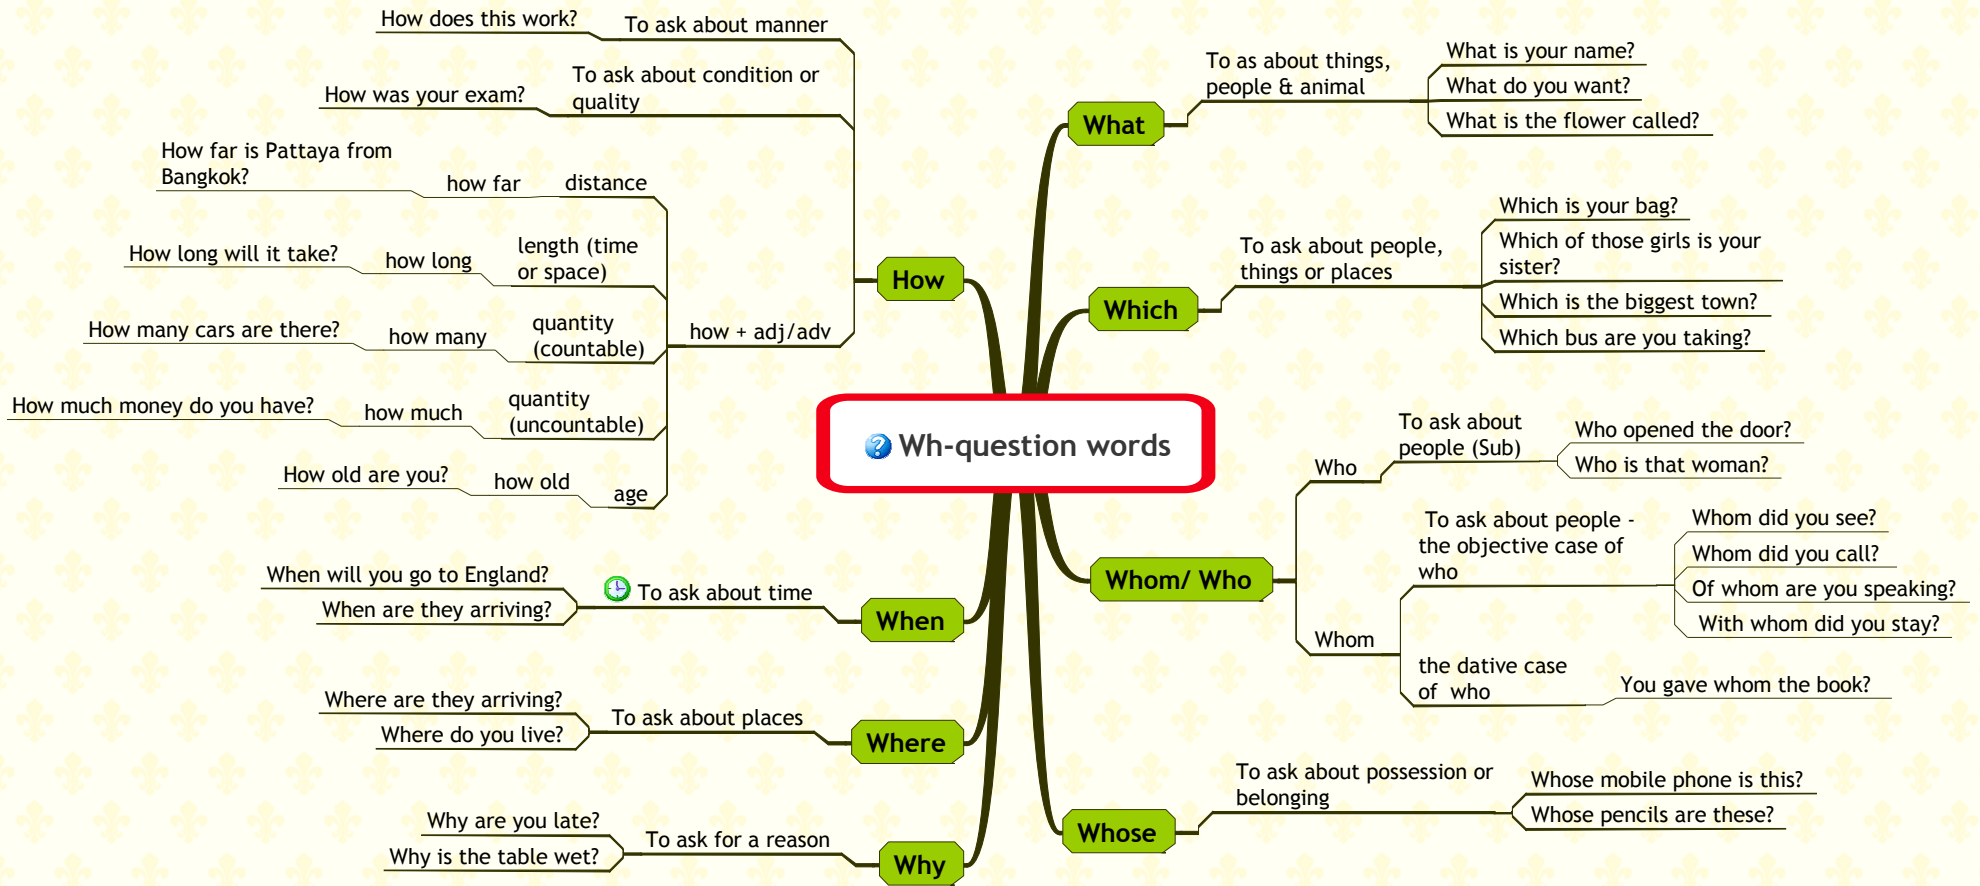 Wh-question words
How
To ask about manner
How does this work?
To ask about condition or
quality
How was your exam?
how + adj/adv
distance
how far
How far is Pattaya from
Bangkok?
length (time
or space)
how long
How long will it take?
quantity
(countable)
how many
How many cars are there?
quantity
(uncountable)
how much
How much money do you have?
age
how old
How old are you?
When
To ask about time
When will you go to England?
When are they arriving?
Where
To ask about places
Where are they arriving?
Where do you live?
Why
To ask for a reason
Why are you late?
Why is the table wet?
What
To as about things,
people & animal
What is your name?
What do you want?
What is the flower called?
Which
To ask about people,
things or places
Which is your bag?
Which of those girls is your
sister?
Which is the biggest town?
Which bus are you taking?
Whom/ Who
Who
To ask about
people (Sub)
Who opened the door?
Who is that woman?
Whom
To ask about people -
the objective case of
who
Whom did you see?
Whom did you call?
Of whom are you speaking?
With whom did you stay?
the dative case
of who
You gave whom the book?
Whose
To ask about possession or
belonging
Whose mobile phone is this?
Whose pencils are these?